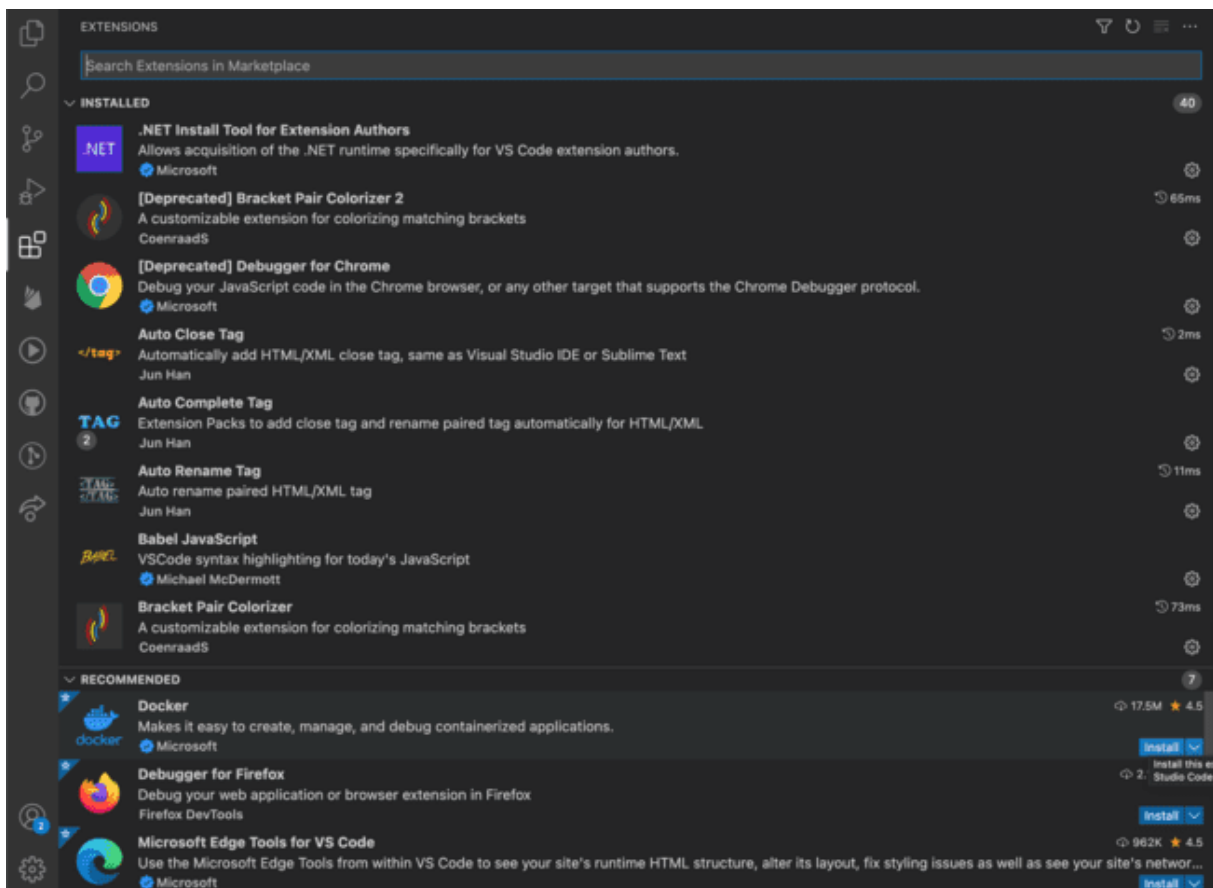 EXTENSIONS
Search Extensions in Marketplace
INSTALLED 40
.NET
.NET Install Tool for Extension Authors
Allows acquisition of the .NET runtime specifically for VS Code extension authors.
Microsoft
[Deprecated] Bracket Pair Colorizer 2 65ms
A customizable extension for colorizing matching brackets
CoenraadS
[Deprecated] Debugger for Chrome
Debug your JavaScript code in the Chrome browser, or any other target that supports the Chrome Debugger protocol.
Microsoft
Auto Close Tag 2ms
</tag>
Automatically add HTML/XML close tag, same as Visual Studio IDE or Sublime Text
Jun Han
Auto Complete Tag
TAG
Extension Packs to add close tag and rename paired tag automatically for HTML/XML
2
Jun Han
Auto Rename Tag 11ms
<TAG>
</TAG>
Auto rename paired HTML/XML tag
Jun Han
Babel JavaScript
BABEL
VSCode syntax highlighting for today's JavaScript
Michael McDermott
Bracket Pair Colorizer 73ms
A customizable extension for colorizing matching brackets
CoenraadS
RECOMMENDED 7
Docker 17.5M 4.5
Makes it easy to create, manage, and debug containerized applications.
docker
Microsoft Install
Install this e
Debugger for Firefox 2.
Studio Code
Debug your web application or browser extension in Firefox
Firefox DevTools Install
2
Microsoft Edge Tools for VS Code 962K 4.5
Use the Microsoft Edge Tools from within VS Code to see your site's runtime HTML structure, alter its layout, fix styling issues as well as see your site's networ...
Microsoft Install